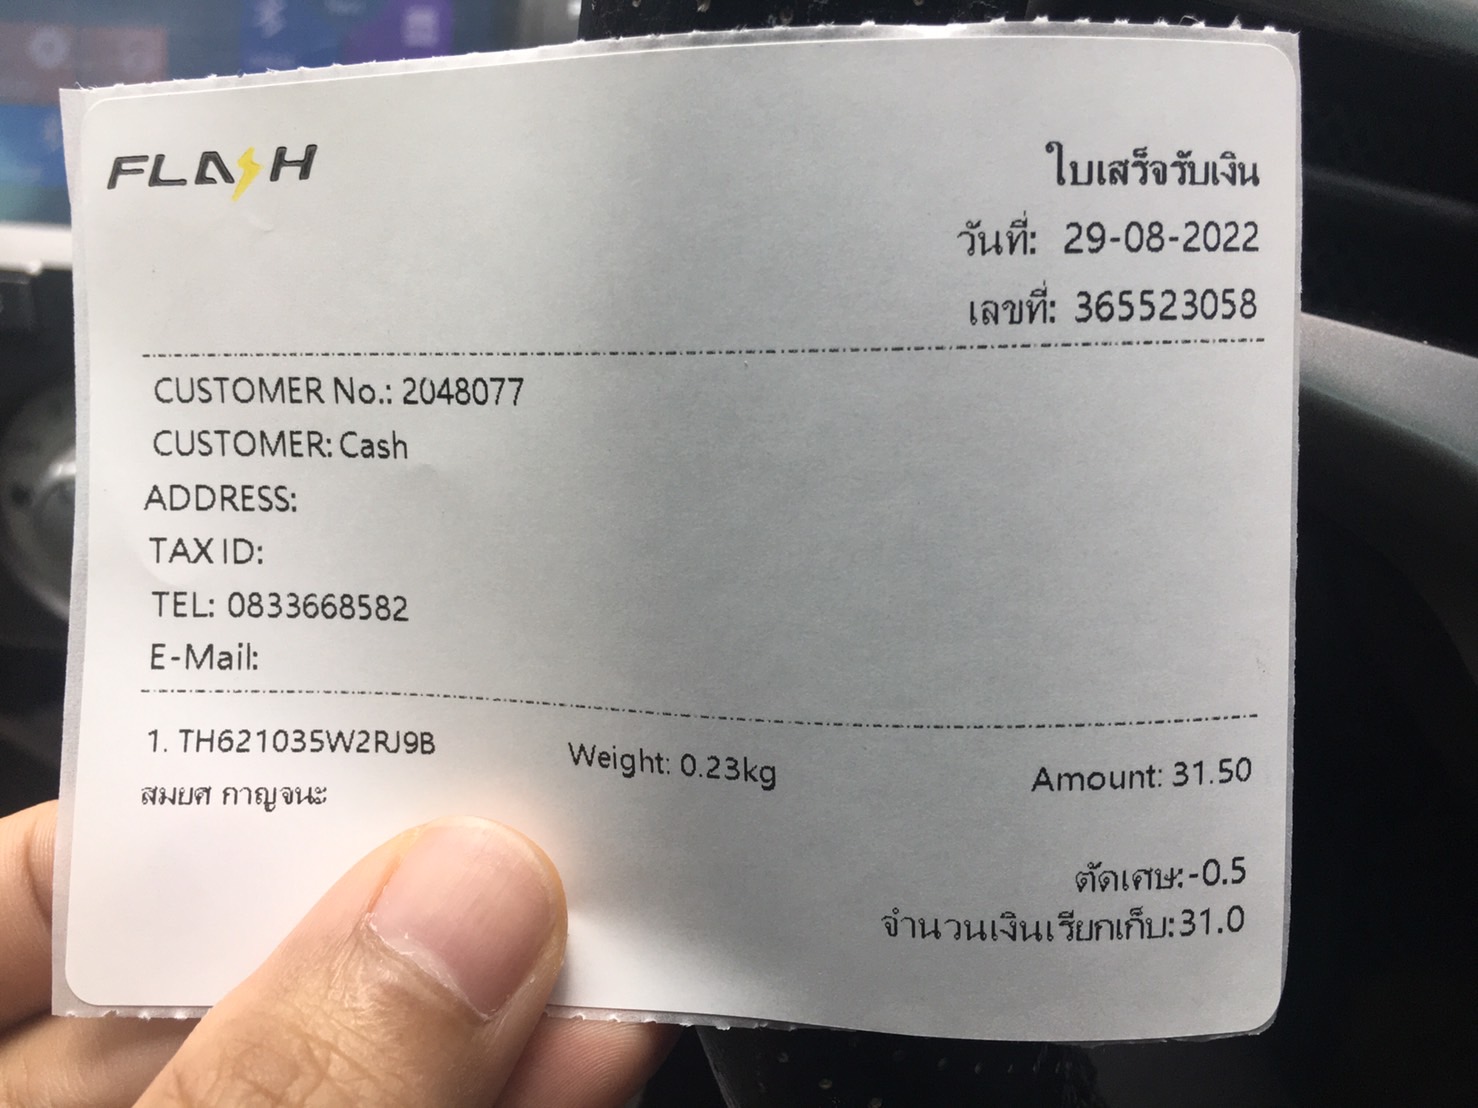 FLASH
ใบเสร็จรับเงิน
วันที่: 29-08-2022
เลขที่: 365523058
CUSTOMER No.: 2048077
CUSTOMER: Cash
ADDRESS:
TAX ID:
TEL: 0833668582
E-Mail:
1. TH621035W2RJ9B Weight: 0.23kg Amount: 31.50
สมยศ กาญจนะ
ตัดเศษ:-0.5
จำนวนเงินเรียกเก็บ:31.0